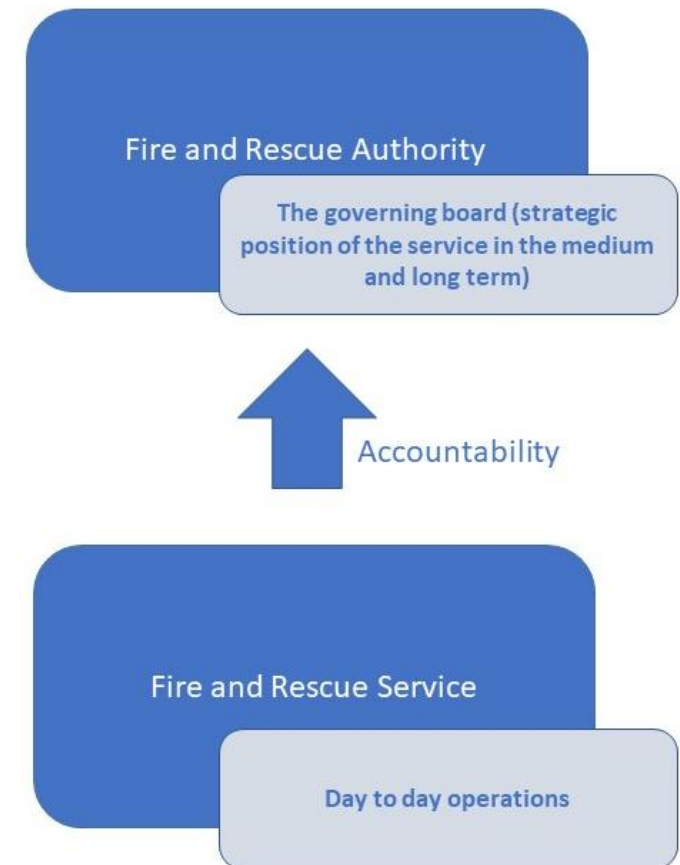 Fire and Rescue Authority
The governing board (strategic
position of the service in the medium
and long term)
Accountability
Fire and Rescue Service
Day to day operations